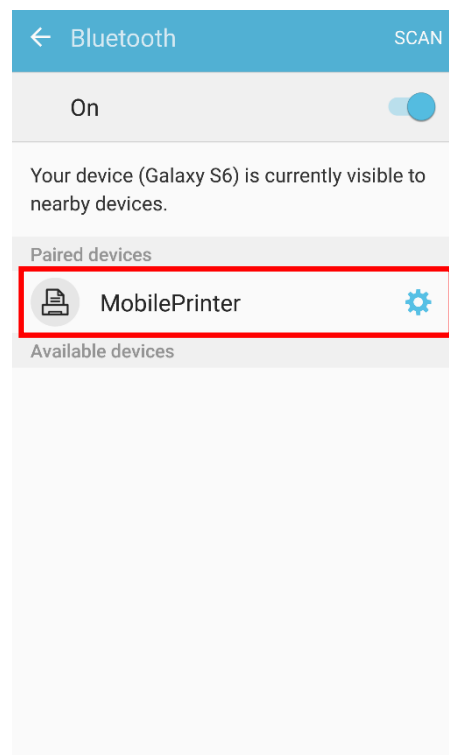 Bluetooth SCAN
On
Your device (Galaxy S6) is currently visible to
nearby devices.
Paired devices
MobilePrinter
Available devices